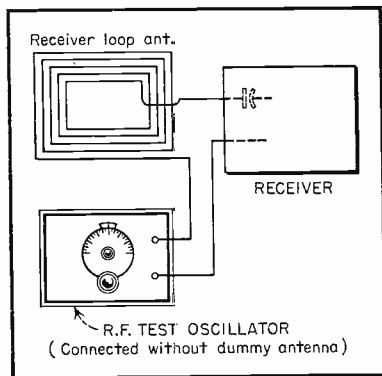 Receiver loop ant.
RECEIVER
R.F. TEST OSCILLATOR
(Connected without dummy antenna)